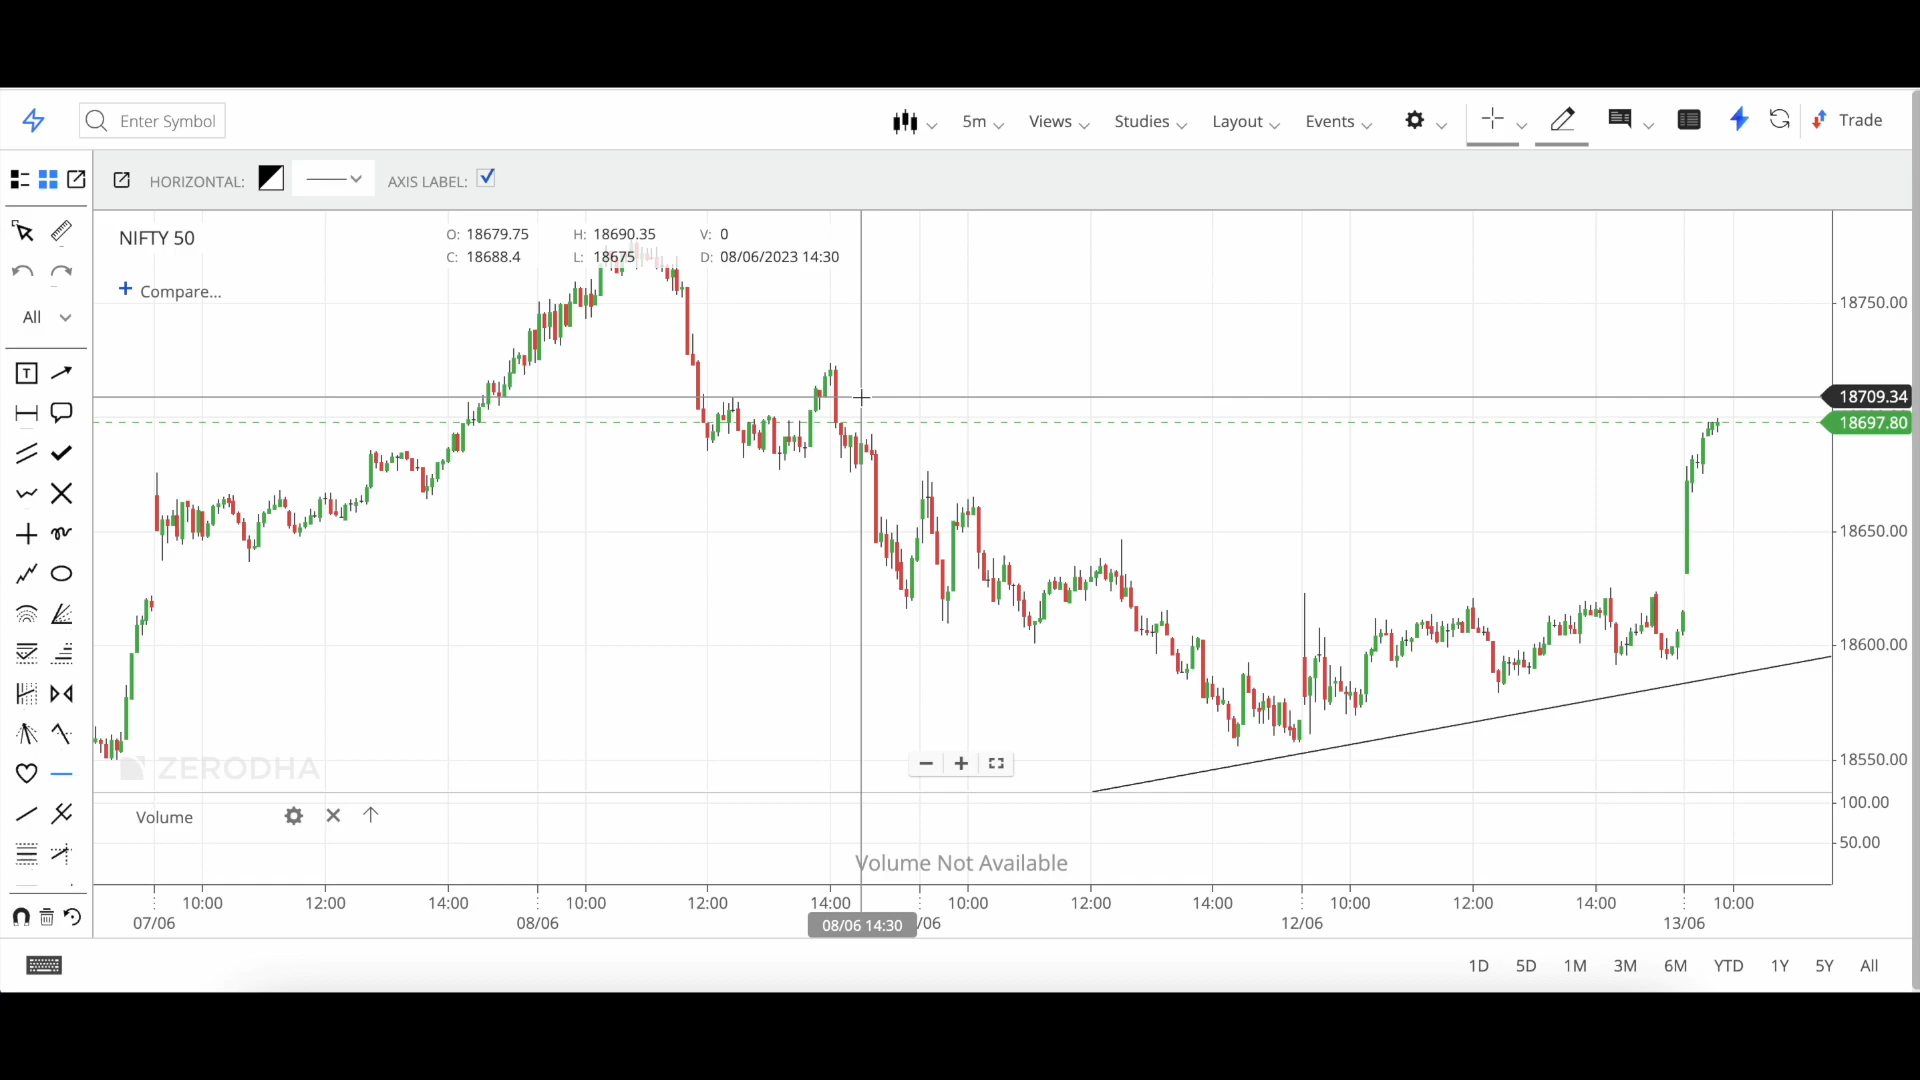 Enter Symbol
5m
Views
Studies
Layout
Events
Trade
HORIZONTAL:
AXIS LABEL:
All
T
NIFTY 50
O: 18679.75 H: 18690.35 V: 0
C: 18688.4 L: 18675 D: 08/06/2023 14:30
+ Compare...
18750.00
18709.34
18697.80
18650.00
18600.00
18550.00
ZERODHA
Volume
100.00
50.00
Volume Not Available
10:00 12:00 14:00 10:00 12:00 14:00 10:00 12:00 14:00 10:00 12:00 14:00 10:00
07/06 08/06 08/06 14:30 /06 12/06 13/06
1D 5D 1M 3M 6M YTD 1Y 5Y All